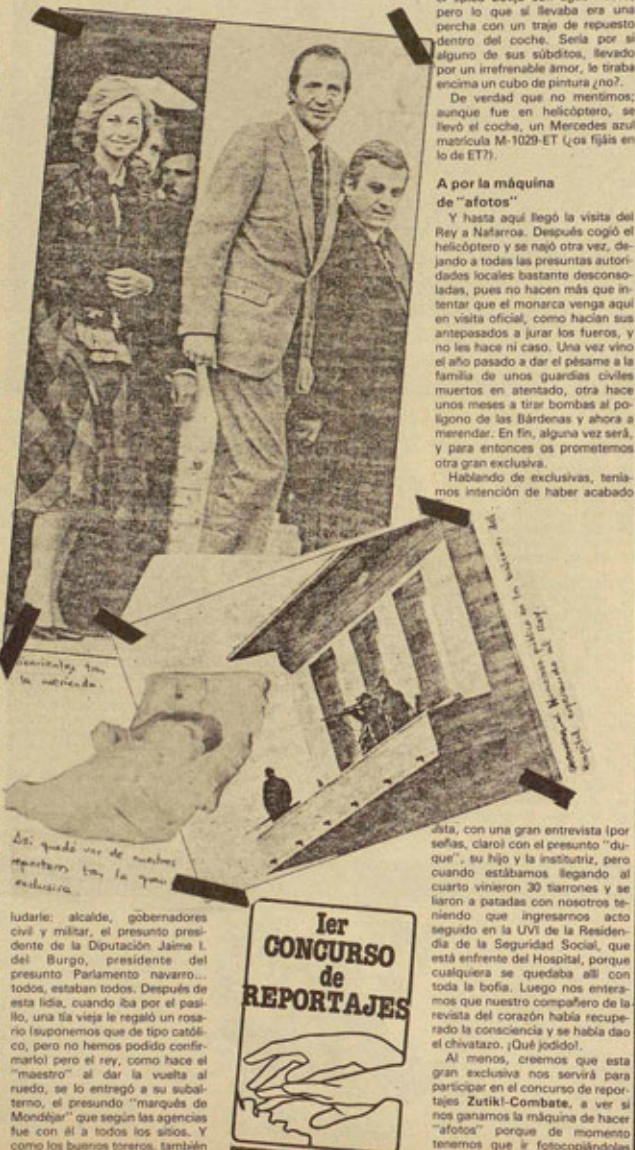 pero lo que sí llevaba era una
percha con un traje de repuesto
dentro del coche. Sería por si
alguno de sus súbditos, llevado
por un irrefrenable amor, le tiraba
encima un cubo de pintura ¿no?.
De verdad que no mentimos;
aunque fue en helicóptero, se
llevó el coche, un Mercedes azul
matrícula M-1029-ET (¿os fijáis en
lo de ET?).
A por la máquina
de "afotos"
Y hasta aquí llegó la visita del
Rey a Nafarroa. Después cogió el
helicóptero y se najó otra vez, de-
jando a todas las presuntas autori-
dades locales bastante desconso-
ladas, pues no hacen más que in-
tentar que el monarca venga aquí
en visita oficial, como hacían sus
antepasados a jurar los fueros, y
no les hace ni caso. Una vez vino
el año pasado a dar el pésame a la
familia de unos guardias civiles
muertos en atentado, otra hace
unos meses a tirar bombas al po-
lígono de las Bárdenas y ahora a
merendar. En fin, alguna vez será,
y para entonces os prometemos
otra gran exclusiva.
Hablando de exclusivas, tenía-
mos intención de haber acabado
Sonrientes tras
la merienda.
Así quedó uno de nuestros
reporteros tras la gran
exclusiva.
ludarle: alcalde, gobernadores
civil y militar, el presunto presi-
dente de la Diputación Jaime I.
del Burgo, presidente del
presunto Parlamento navarro...
todos, estaban todos. Después de
esta lidia, cuando iba por el pasi-
llo, una tía vieja le regaló un rosa-
rio (suponemos que de tipo católi-
co, pero no hemos podido confir-
marlo) pero el rey, como hace el
"maestro" al dar la vuelta al
ruedo, se lo entregó a su subal-
terno, el presundo "marqués de
Mondéjar" que según las agencias
fue con él a todos los sitios. Y
como los buenos toreros, también
Ier
CONCURSO
de
REPORTAJES
ésta, con una gran entrevista (por
señas, claro) con el presunto "du-
que", su hijo y la institutriz, pero
cuando estábamos llegando al
cuarto vinieron 30 tiarrones y se
liaron a patadas con nosotros te-
niendo que ingresarnos acto
seguido en la UVI de la Residen-
dia de la Seguridad Social, que
está enfrente del Hospital, porque
cualquiera se quedaba allí con
toda la bofia. Luego nos entera-
mos que nuestro compañero de la
revista del corazón había recupe-
rado la consciencia y se había dao
el chivatazo. ¡Qué jodido!.
Al menos, creemos que esta
gran exclusiva nos servirá para
participar en el concurso de repor-
tajes Zutik!-Combate, a ver si
nos ganamos la máquina de hacer
"afotos" porque de momento
tenemos que ir fotocopiándolas